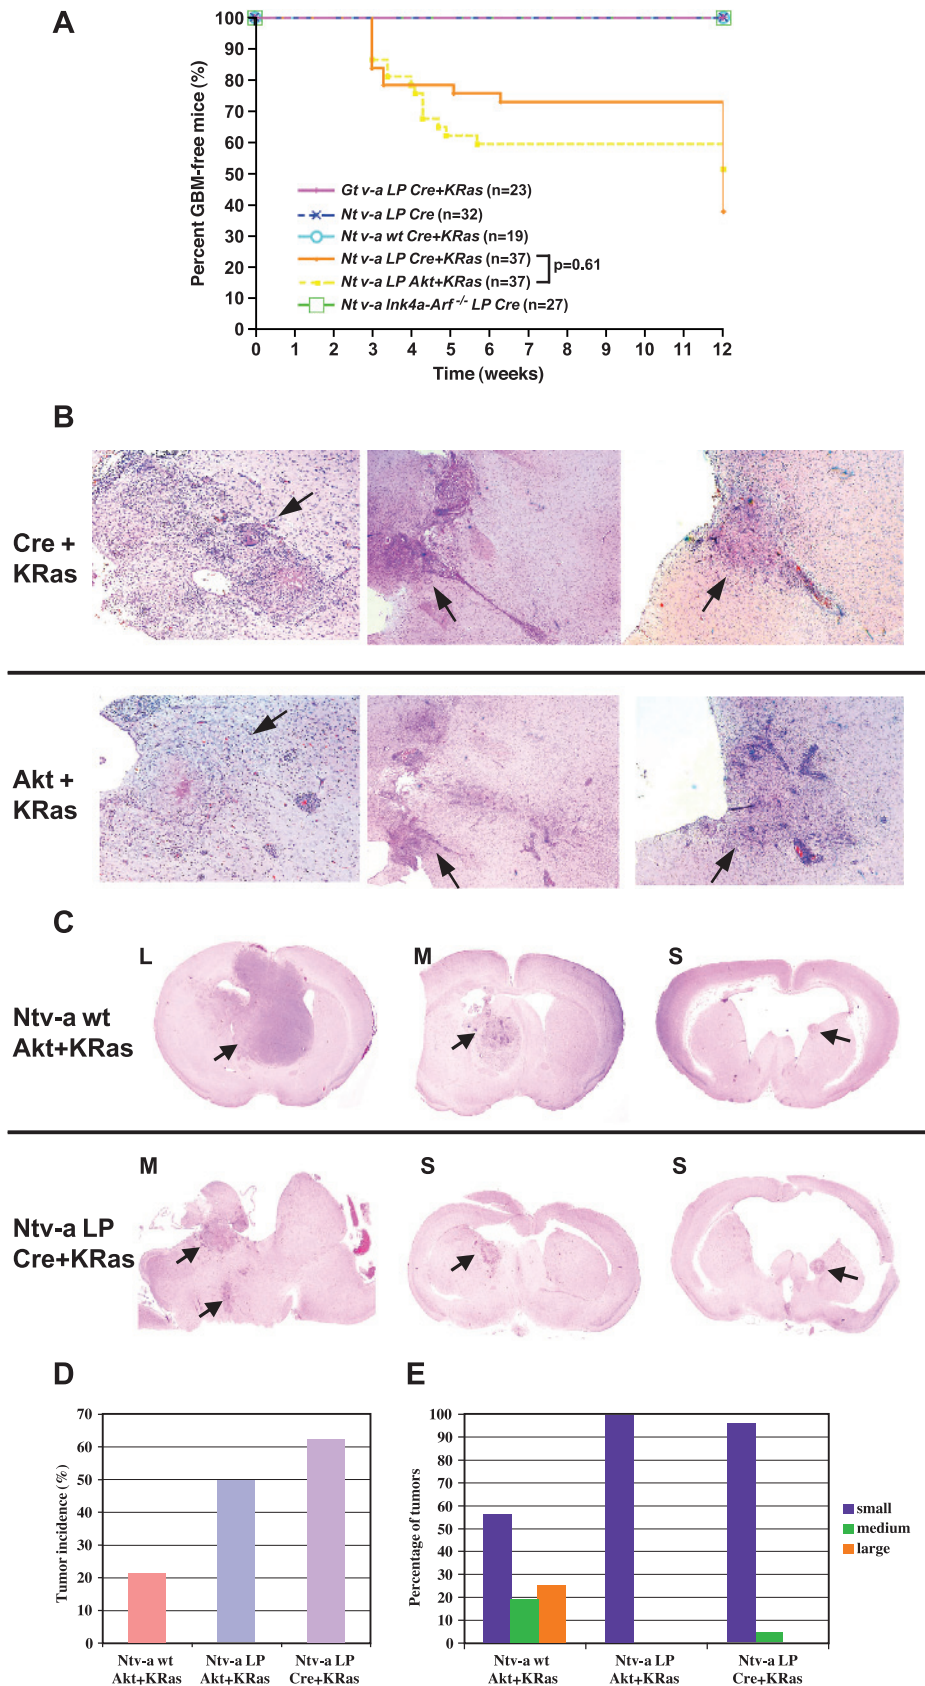 A
Percent GBM-free mice (%)
100
90
80
70
60
50
40
30
20
10
0
0 1 2 3 4 5 6 7 8 9 10 11 12
Time (weeks)
Gt v-a LP Cre+KRas (n=23)
Nt v-a LP Cre (n=32)
Nt v-a wt Cre+KRas (n=19)
Nt v-a LP Cre+KRas (n=37)
Nt v-a LP Akt+KRas (n=37)
p=0.61
Nt v-a Ink4a-Arf -/- LP Cre (n=27)
B
Cre +
KRas
Akt +
KRas
C
L M S
Ntv-a wt
Akt+KRas
M S S
Ntv-a LP
Cre+KRas
D
Tumor incidence (%)
70
60
50
40
30
20
10
0
Ntv-a wt
Akt+KRas
Ntv-a LP
Akt+KRas
Ntv-a LP
Cre+KRas
E
Percentage of tumors
100
90
80
70
60
50
40
30
20
10
0
Ntv-a wt
Akt+KRas
Ntv-a LP
Akt+KRas
Ntv-a LP
Cre+KRas
small
medium
large